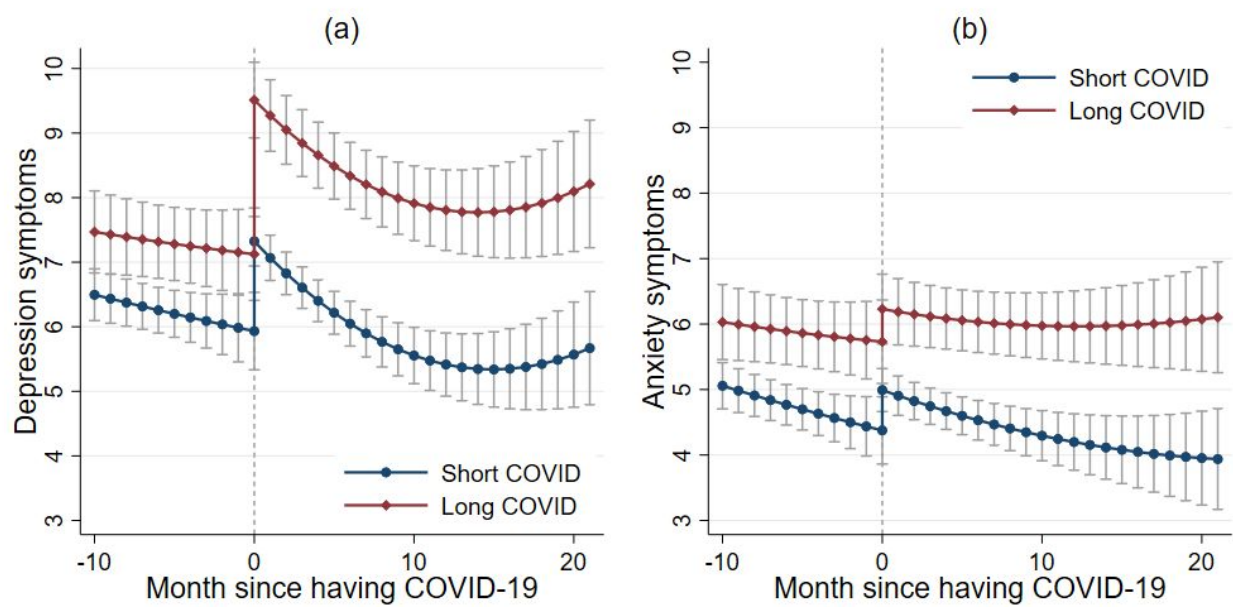 (a)
Depression symptoms
10
9
8
7
6
5
4
3
Short COVID
Long COVID
-10
0
10
20
Month since having COVID-19
(b)
Anxiety symptoms
10
9
8
7
6
5
4
3
Short COVID
Long COVID
-10
0
10
20
Month since having COVID-19